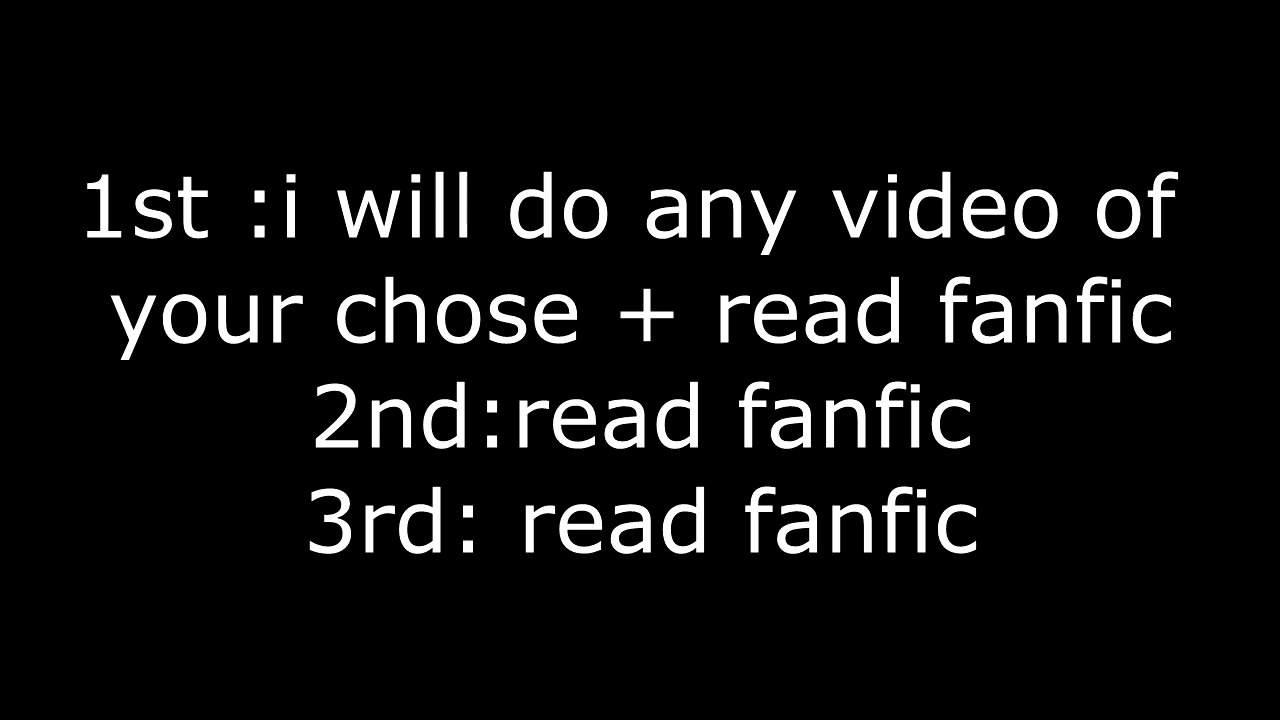 1st :i will do any video of
your chose + read fanfic
2nd:read fanfic
3rd: read fanfic